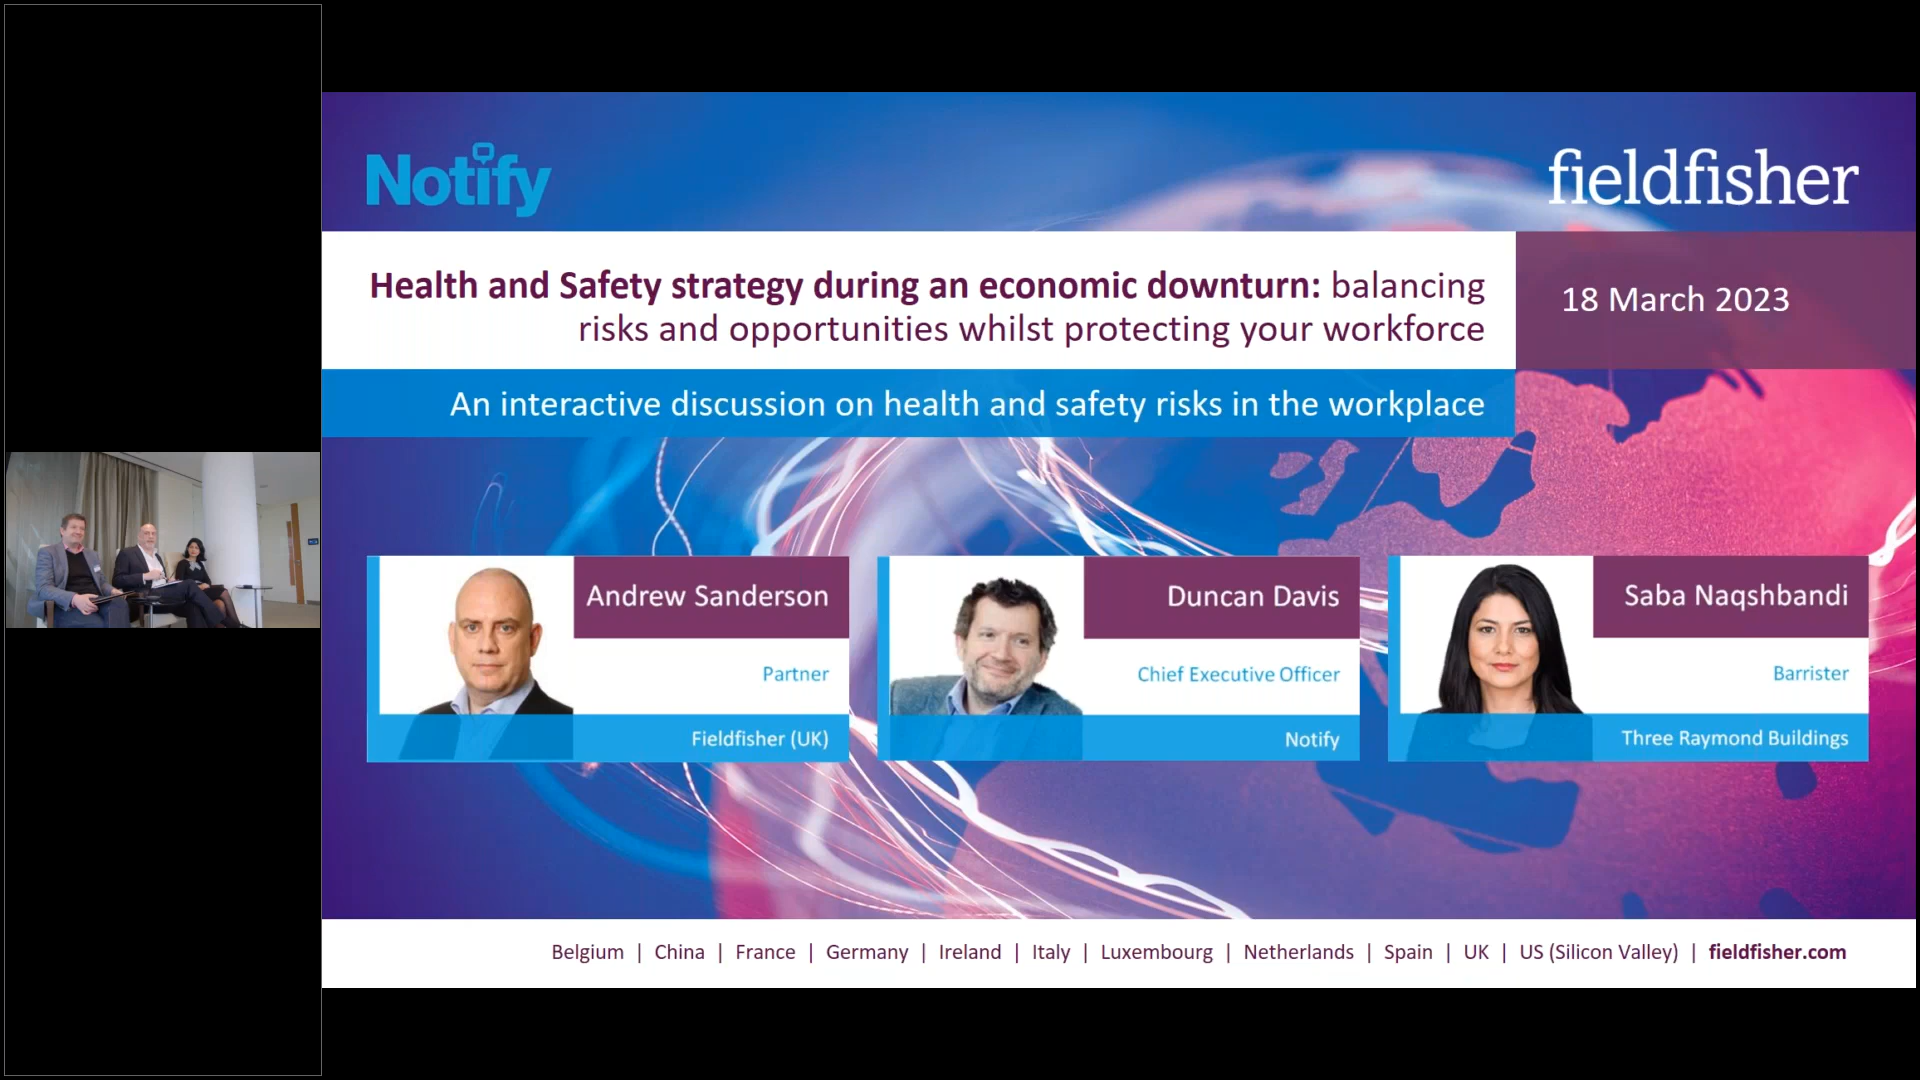 Notify
fieldfisher
Health and Safety strategy during an economic downturn: balancing
risks and opportunities whilst protecting your workforce
18 March 2023
An interactive discussion on health and safety risks in the workplace
Andrew Sanderson
Partner
Fieldfisher (UK)
Duncan Davis
Chief Executive Officer
Notify
Saba Naqshbandi
Barrister
Three Raymond Buildings
Belgium | China | France | Germany | Ireland | Italy | Luxembourg | Netherlands | Spain | UK | US (Silicon Valley) | fieldfisher.com